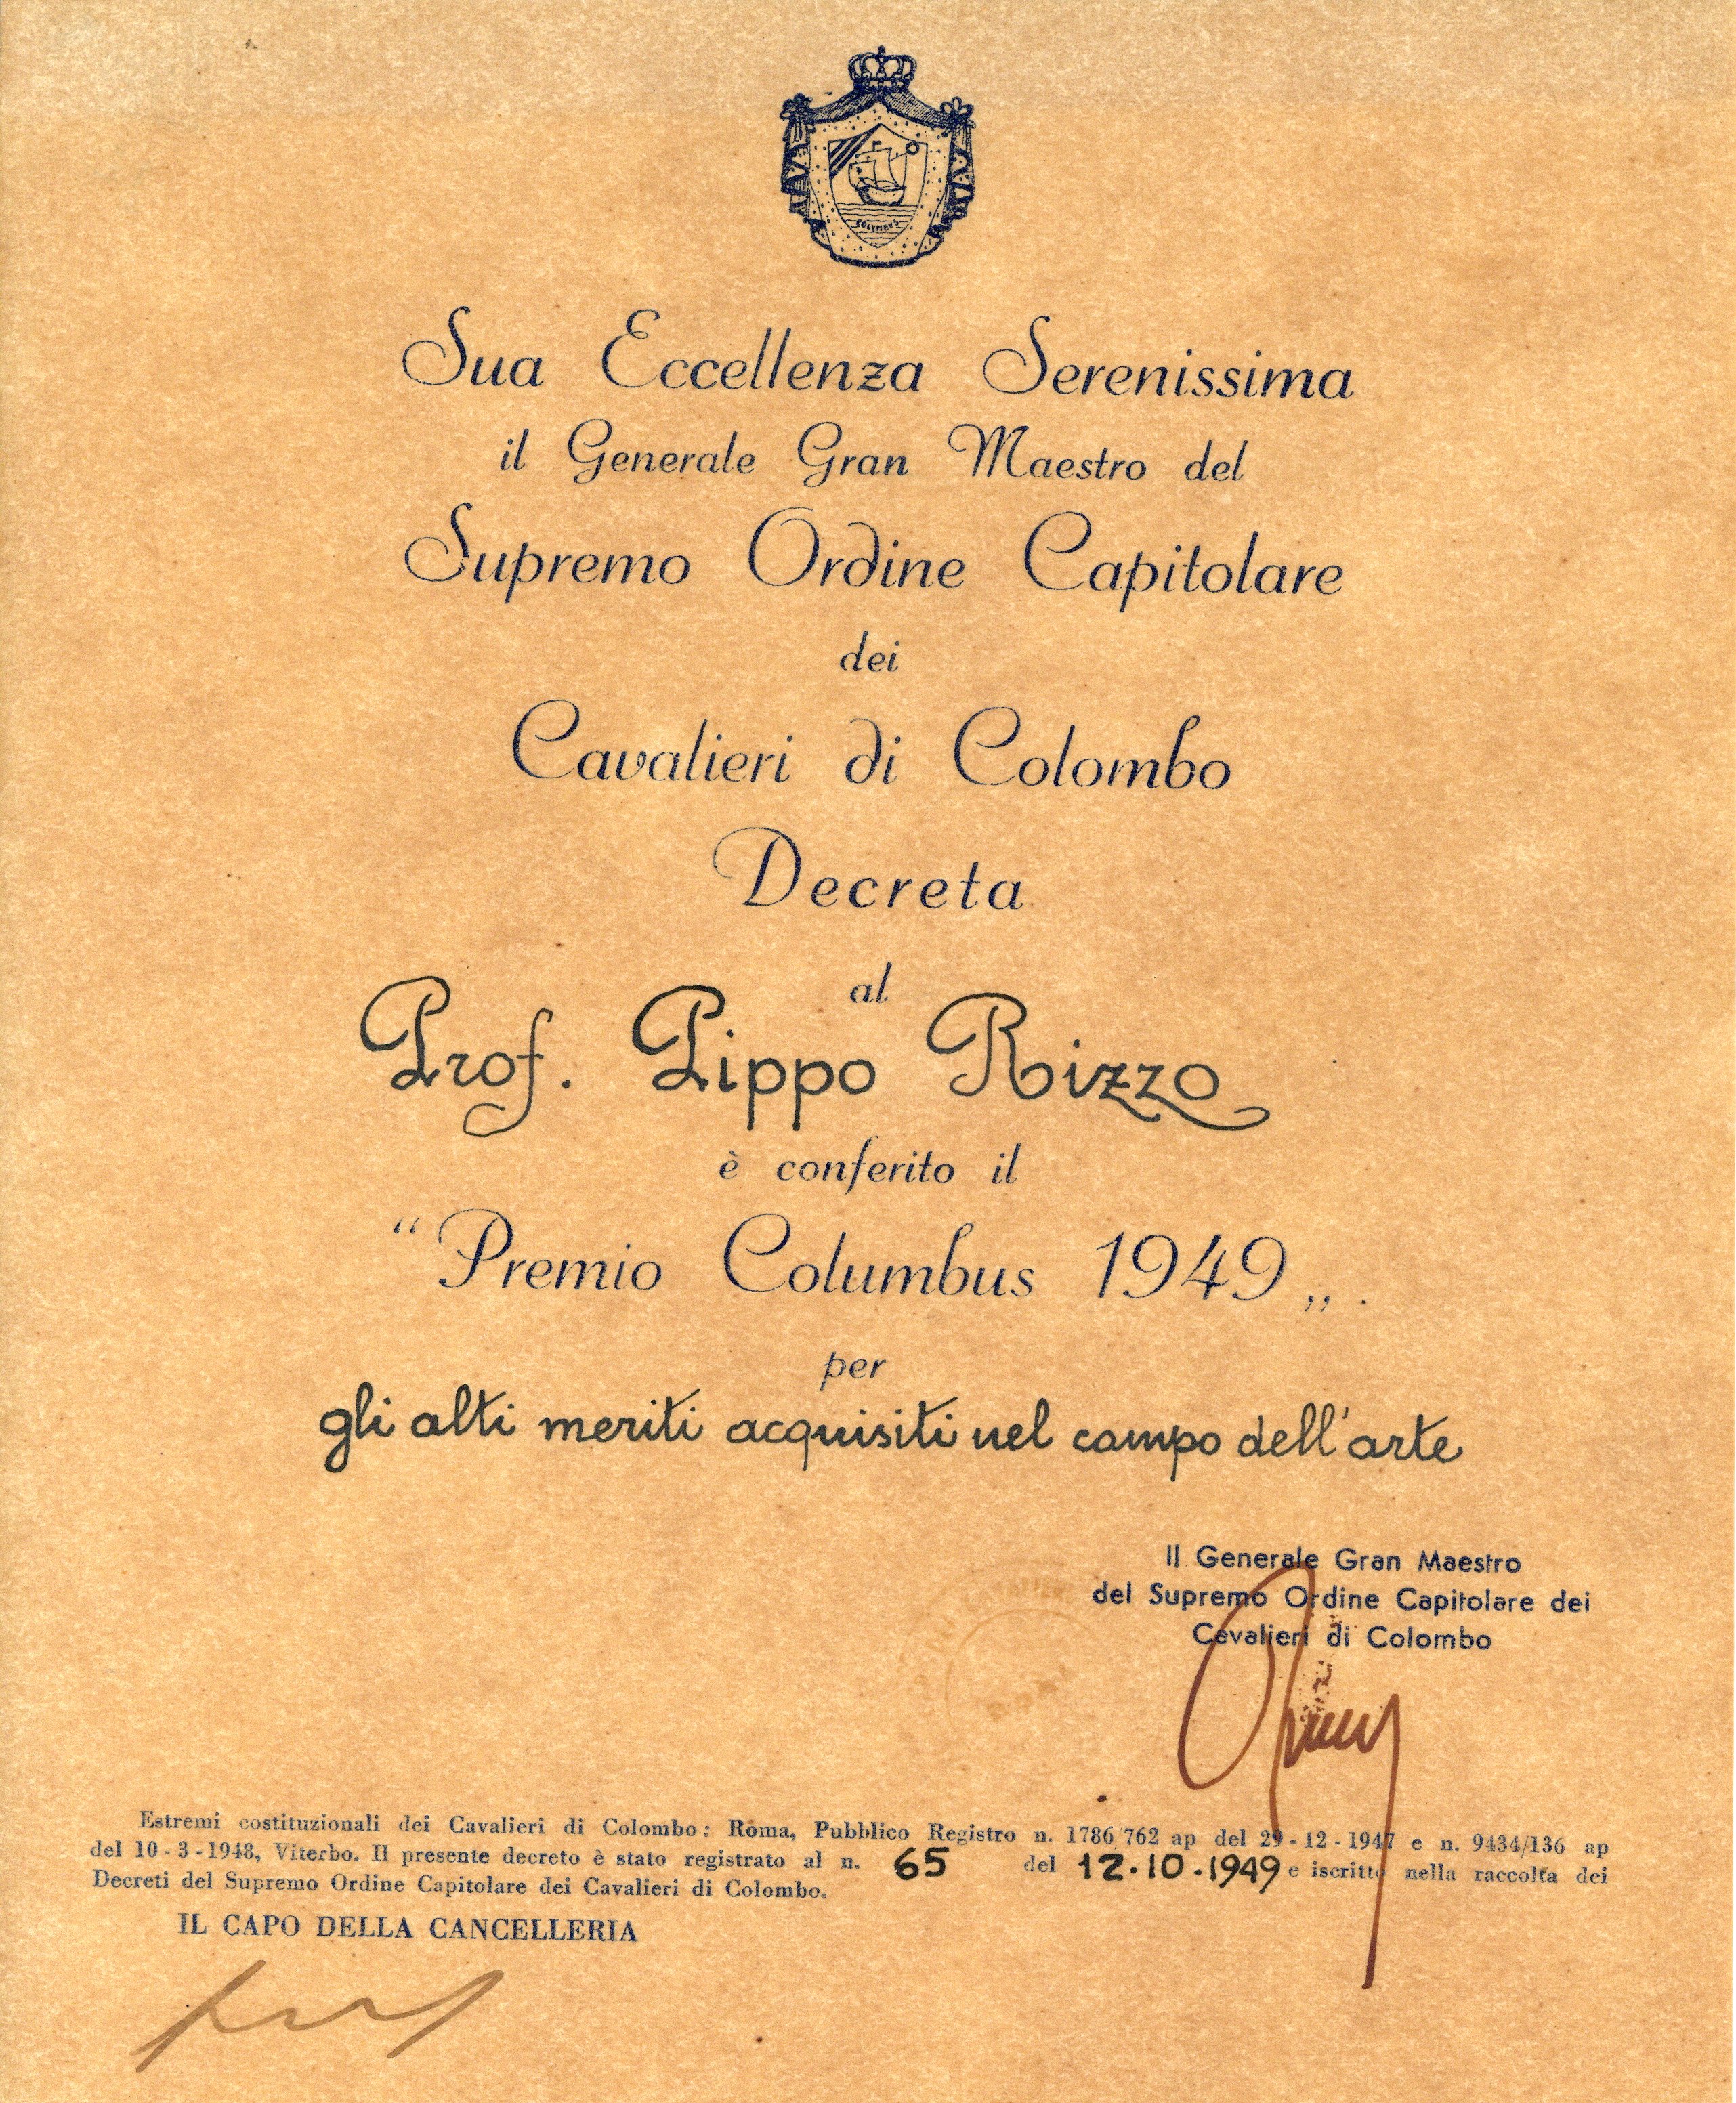 COLUMBUS
Sua Eccellenza Serenissima
il Generale Gran Maestro del
Supremo Ordine Capitolare
dei
Cavalieri di Colombo
Decreta
al
Prof. Pippo Rizzo
è conferito il
“Premio Columbus 1949„.
per
gli alti meriti acquisiti nel campo dell'arte
Il Generale Gran Maestro
del Supremo Ordine Capitolare dei
Cavalieri di Colombo
Estremi costituzionali dei Cavalieri di Colombo: Roma, Pubblico Registro n. 1786/762 ap del 29-12-1947 e n. 9434/136 ap
del 10-3-1948, Viterbo. Il presente decreto è stato registrato al n. 65 del 12.10.1949 e iscritto nella raccolta dei
Decreti del Supremo Ordine Capitolare dei Cavalieri di Colombo.
IL CAPO DELLA CANCELLERIA